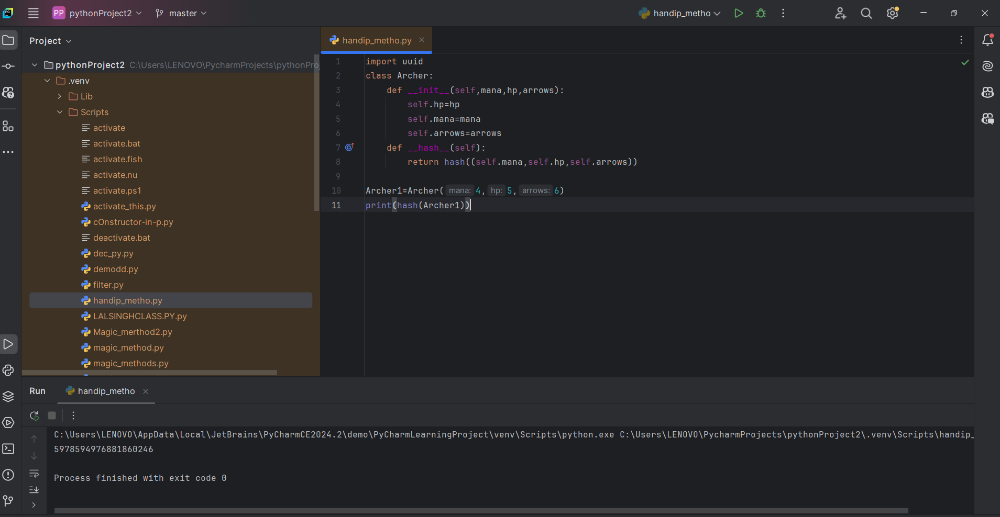 PC
PP pythonProject2 master handip_metho
Project
pythonProject2 C:\Users\LENOVO\PycharmProjects\pythonProj
.venv
Lib
Scripts
activate
activate.bat
activate.fish
activate.nu
activate.ps1
activate_this.py
cOnstructor-in-p.py
deactivate.bat
dec_py.py
demodd.py
filter.py
handip_metho.py
LALSINGHCLASS.PY.py
Magic_merthod2.py
magic_method.py
magic_methods.py
handip_metho.py
1 import uuid
2 class Archer:
3 def __init__(self,mana,hp,arrows):
4 self.hp=hp
5 self.mana=mana
6 self.arrows=arrows
7 def __hash__(self):
8 return hash((self.mana,self.hp,self.arrows))
9
10 Archer1=Archer( mana: 4, hp: 5, arrows: 6)
11 print(hash(Archer1))
Run handip_metho
C:\Users\LENOVO\AppData\Local\JetBrains\PyCharmCE2024.2\demo\PyCharmLearningProject\venv\Scripts\python.exe C:\Users\LENOVO\PycharmProjects\pythonProject2\.venv\Scripts\handip_
5978594976881860246
Process finished with exit code 0